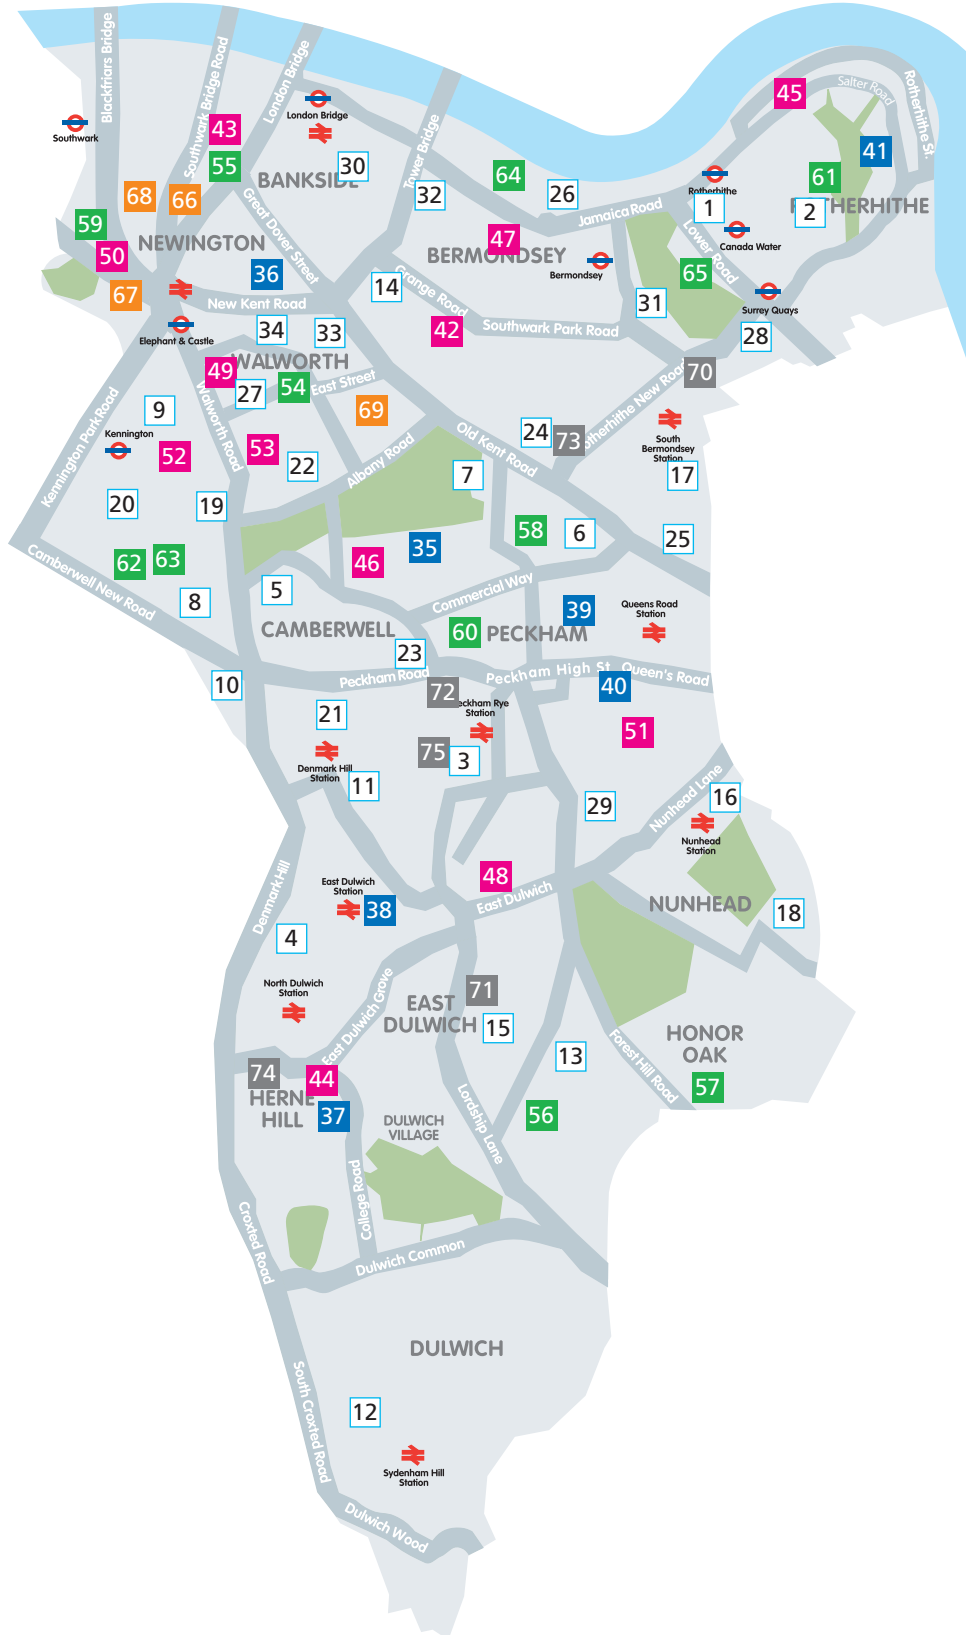 Blackfriars Bridge
Southwark Bridge Road
London Bridge
London Bridge
Southwark
43
55
BANKSIDE
30
Tower Bridge
32
64
26
Jamaica Road
45
Salter Road
Rotherhithe St.
41
61
2
ROTHERHITHE
Rotherhithe
1
Canada Water
Lower Road
65
Surrey Quays
28
68
66
59
50
NEWINGTON
67
Great Dover Street
36
New Kent Road
Elephant & Castle
34
33
14
Grange Road
42
Southwark Park Road
47
BERMONDSEY
Bermondsey
31
70
49
WALWORTH
27
54
East Street
69
Walworth Road
9
Kennington Park Road
Kennington
52
53
22
Albany Road
Old Kent Road
24
73
Rotherhithe New Road
South
Bermondsey
Station
17
7
20
19
58
6
25
62
63
Camberwell New Road
8
46
35
5
Commercial Way
39
Queens Road
Station
CAMBERWELL
60
PECKHAM
23
10
Peckham Road
Peckham High St.
Queen's Road
40
72
Peckham Rye
Station
21
51
75
3
Denmark Hill
Station
11
29
Nunhead Lane
16
Nunhead
Station
48
East Dulwich
Denmark Hill
East Dulwich
Station
38
NUNHEAD
18
4
North Dulwich
Station
East Dulwich Grove
EAST
DULWICH
71
15
13
HONOR
OAK
Forest Hill Road
57
74
44
HERNE
HILL
37
DULWICH
VILLAGE
Lordship Lane
56
College Road
Croxted Road
Dulwich Common
DULWICH
South Croxted Road
12
Sydenham Hill
Station
Dulwich Wood